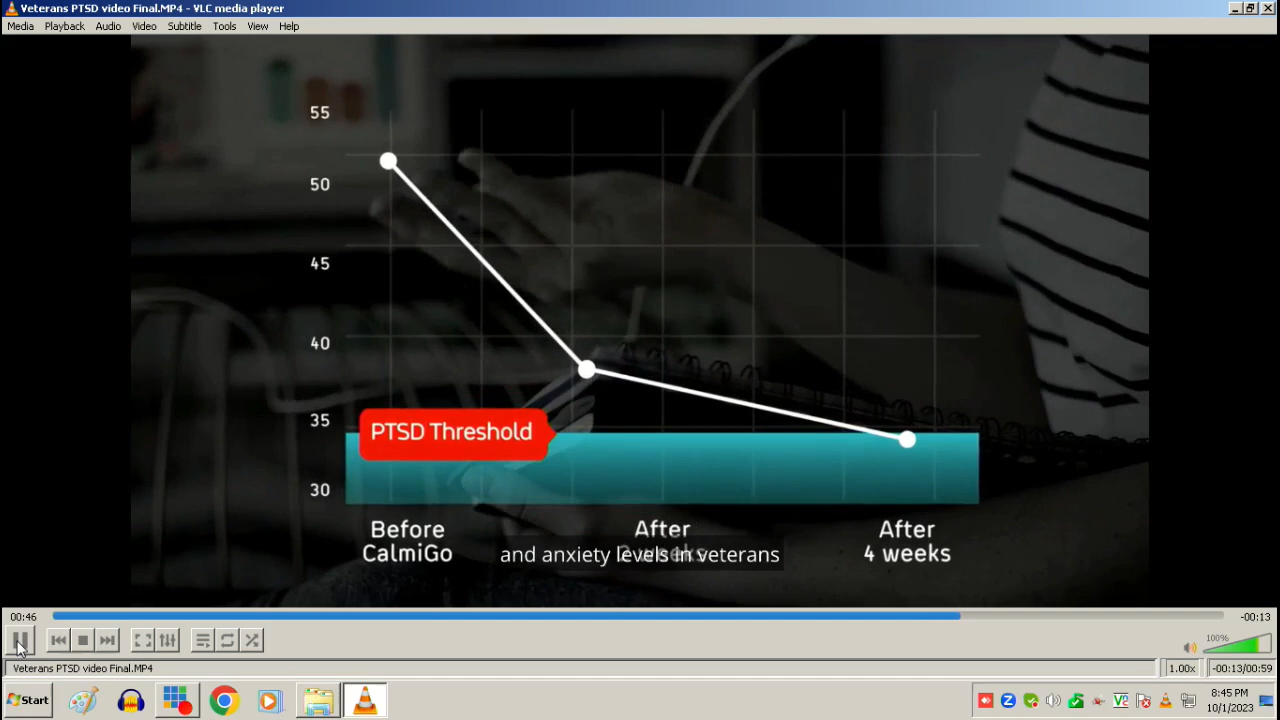 Veterans PTSD video Final.MP4 - VLC media player
Media Playback Audio Video Subtitle Tools View Help
55
50
45
40
35
30
PTSD Threshold
Before
CalmiGo
After
2 weeks
After
4 weeks
and anxiety levels in veterans
00:46
-00:13
100%
Veterans PTSD video Final.MP4
1.00x
-00:13/00:59
Start
8:45 PM
10/1/2023